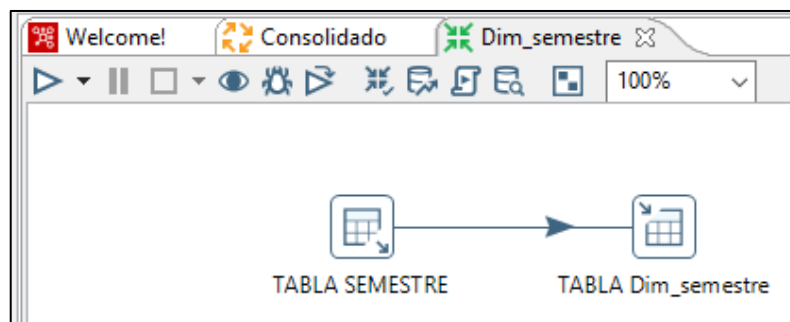 Welcome! Consolidado Dim_semestre
100%
TABLA SEMESTRE TABLA Dim_semestre